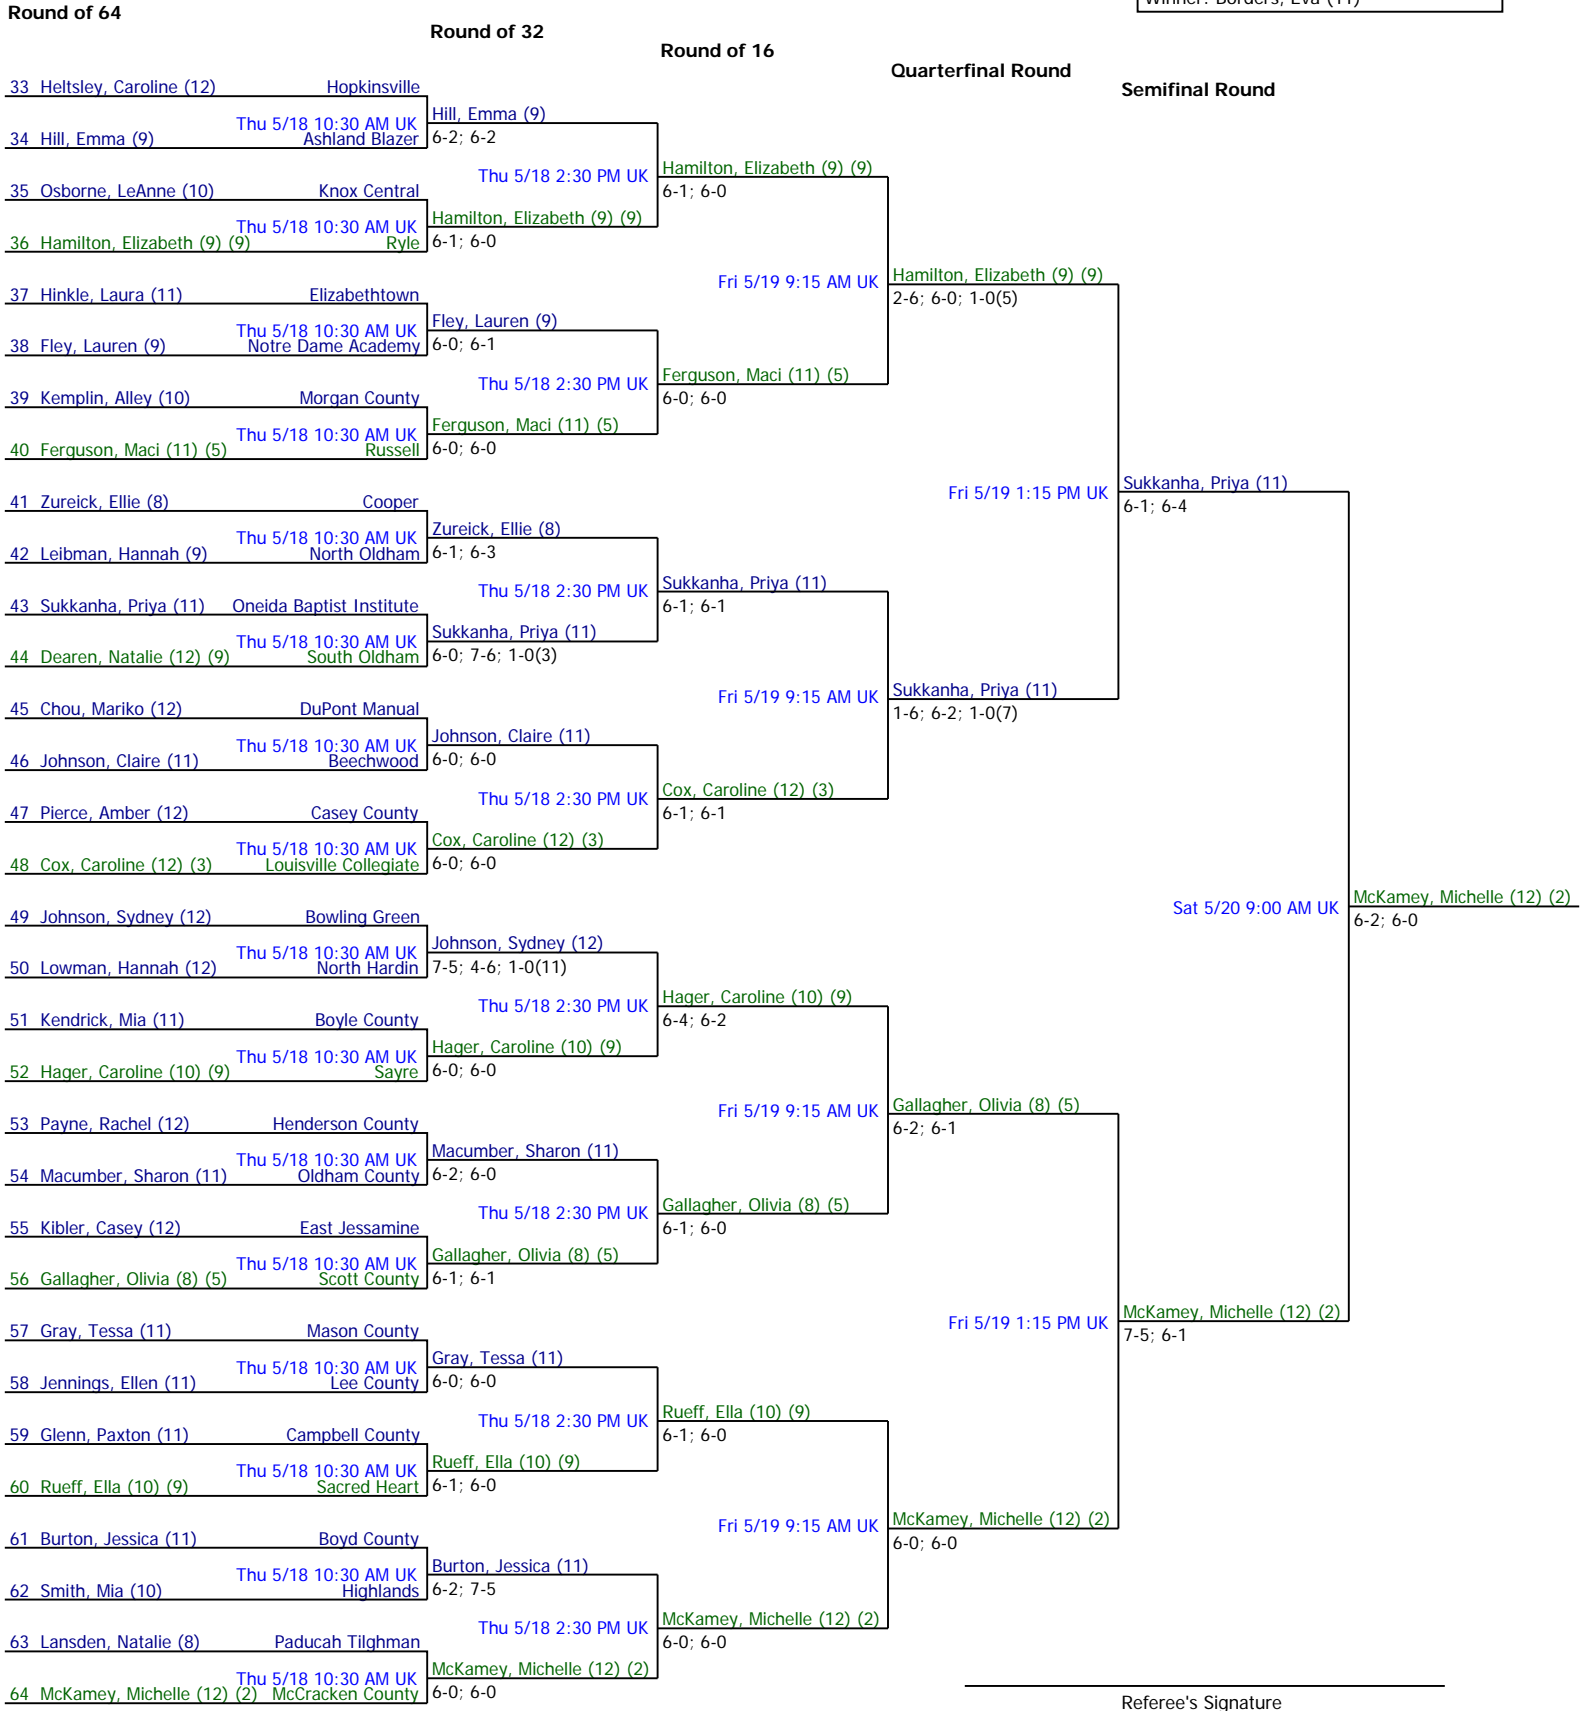 Winner: Borders, Eva (11)
Round of 64
Round of 32
Round of 16
Quarterfinal Round
Semifinal Round
33 Heltsley, Caroline (12) Hopkinsville
Thu 5/18 10:30 AM UK
34 Hill, Emma (9) Ashland Blazer
35 Osborne, LeAnne (10) Knox Central
Thu 5/18 10:30 AM UK
36 Hamilton, Elizabeth (9) (9) Ryle
37 Hinkle, Laura (11) Elizabethtown
Thu 5/18 10:30 AM UK
38 Fley, Lauren (9) Notre Dame Academy
39 Kemplin, Alley (10) Morgan County
Thu 5/18 10:30 AM UK
40 Ferguson, Maci (11) (5) Russell
41 Zureick, Ellie (8) Cooper
Thu 5/18 10:30 AM UK
42 Leibman, Hannah (9) North Oldham
43 Sukkanha, Priya (11) Oneida Baptist Institute
Thu 5/18 10:30 AM UK
44 Dearen, Natalie (12) (9) South Oldham
45 Chou, Mariko (12) DuPont Manual
Thu 5/18 10:30 AM UK
46 Johnson, Claire (11) Beechwood
47 Pierce, Amber (12) Casey County
Thu 5/18 10:30 AM UK
48 Cox, Caroline (12) (3) Louisville Collegiate
49 Johnson, Sydney (12) Bowling Green
Thu 5/18 10:30 AM UK
50 Lowman, Hannah (12) North Hardin
51 Kendrick, Mia (11) Boyle County
Thu 5/18 10:30 AM UK
52 Hager, Caroline (10) (9) Sayre
53 Payne, Rachel (12) Henderson County
Thu 5/18 10:30 AM UK
54 Macumber, Sharon (11) Oldham County
55 Kibler, Casey (12) East Jessamine
Thu 5/18 10:30 AM UK
56 Gallagher, Olivia (8) (5) Scott County
57 Gray, Tessa (11) Mason County
Thu 5/18 10:30 AM UK
58 Jennings, Ellen (11) Lee County
59 Glenn, Paxton (11) Campbell County
Thu 5/18 10:30 AM UK
60 Rueff, Ella (10) (9) Sacred Heart
61 Burton, Jessica (11) Boyd County
Thu 5/18 10:30 AM UK
62 Smith, Mia (10) Highlands
63 Lansden, Natalie (8) Paducah Tilghman
Thu 5/18 10:30 AM UK
64 McKamey, Michelle (12) (2) McCracken County
Hill, Emma (9)
6-2; 6-2
Thu 5/18 2:30 PM UK
Hamilton, Elizabeth (9) (9)
6-1; 6-0
Fley, Lauren (9)
6-0; 6-1
Thu 5/18 2:30 PM UK
Ferguson, Maci (11) (5)
6-0; 6-0
Zureick, Ellie (8)
6-1; 6-3
Thu 5/18 2:30 PM UK
Sukkanha, Priya (11)
6-0; 7-6; 1-0(3)
Johnson, Claire (11)
6-0; 6-0
Thu 5/18 2:30 PM UK
Cox, Caroline (12) (3)
6-0; 6-0
Johnson, Sydney (12)
7-5; 4-6; 1-0(11)
Thu 5/18 2:30 PM UK
Hager, Caroline (10) (9)
6-0; 6-0
Macumber, Sharon (11)
6-2; 6-0
Thu 5/18 2:30 PM UK
Gallagher, Olivia (8) (5)
6-1; 6-1
Gray, Tessa (11)
6-0; 6-0
Thu 5/18 2:30 PM UK
Rueff, Ella (10) (9)
6-1; 6-0
Burton, Jessica (11)
6-2; 7-5
Thu 5/18 2:30 PM UK
McKamey, Michelle (12) (2)
6-0; 6-0
Hamilton, Elizabeth (9) (9)
6-1; 6-0
Fri 5/19 9:15 AM UK
Ferguson, Maci (11) (5)
6-0; 6-0
Sukkanha, Priya (11)
6-1; 6-1
Fri 5/19 9:15 AM UK
Cox, Caroline (12) (3)
6-1; 6-1
Hager, Caroline (10) (9)
6-4; 6-2
Fri 5/19 9:15 AM UK
Gallagher, Olivia (8) (5)
6-1; 6-0
Rueff, Ella (10) (9)
6-1; 6-0
Fri 5/19 9:15 AM UK
McKamey, Michelle (12) (2)
6-0; 6-0
Hamilton, Elizabeth (9) (9)
2-6; 6-0; 1-0(5)
Fri 5/19 1:15 PM UK
Sukkanha, Priya (11)
1-6; 6-2; 1-0(7)
Gallagher, Olivia (8) (5)
6-2; 6-1
Fri 5/19 1:15 PM UK
McKamey, Michelle (12) (2)
6-0; 6-0
Sukkanha, Priya (11)
6-1; 6-4
Sat 5/20 9:00 AM UK
McKamey, Michelle (12) (2)
7-5; 6-1
McKamey, Michelle (12) (2)
6-2; 6-0
Referee's Signature